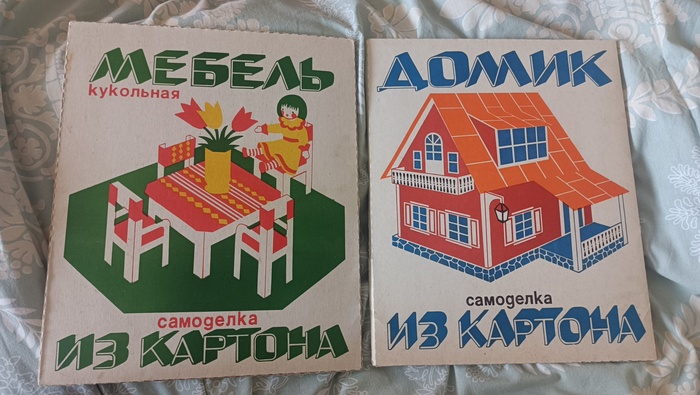 МЕБЕЛЬ
кукольная
самоделка
ИЗ КАРТОНА
ДОМИК
самоделка
ИЗ КАРТОНА